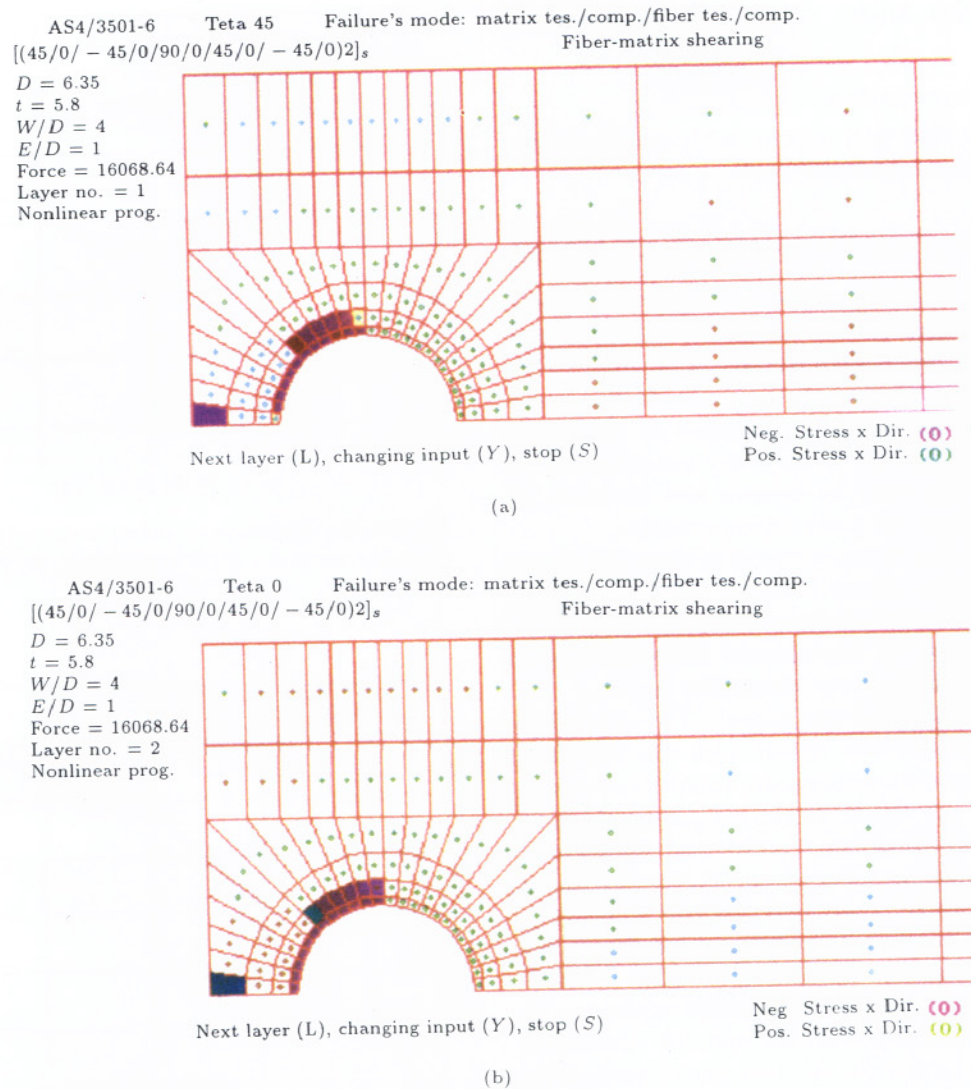 AS4/3501-6 Teta 45 Failure's mode: matrix tes./comp./fiber tes./comp.
[(45/0/ − 45/0/90/0/45/0/ − 45/0)2]s Fiber-matrix shearing
D = 6.35
t = 5.8
W/D = 4
E/D = 1
Force = 16068.64
Layer no. = 1
Nonlinear prog.
Neg. Stress x Dir. (0)
Pos. Stress x Dir. (0)
Next layer (L), changing input (Y), stop (S)
(a)
AS4/3501-6 Teta 0 Failure's mode: matrix tes./comp./fiber tes./comp.
[(45/0/ − 45/0/90/0/45/0/ − 45/0)2]s Fiber-matrix shearing
D = 6.35
t = 5.8
W/D = 4
E/D = 1
Force = 16068.64
Layer no. = 2
Nonlinear prog.
Neg Stress x Dir. (0)
Pos. Stress x Dir. (0)
Next layer (L), changing input (Y), stop (S)
(b)